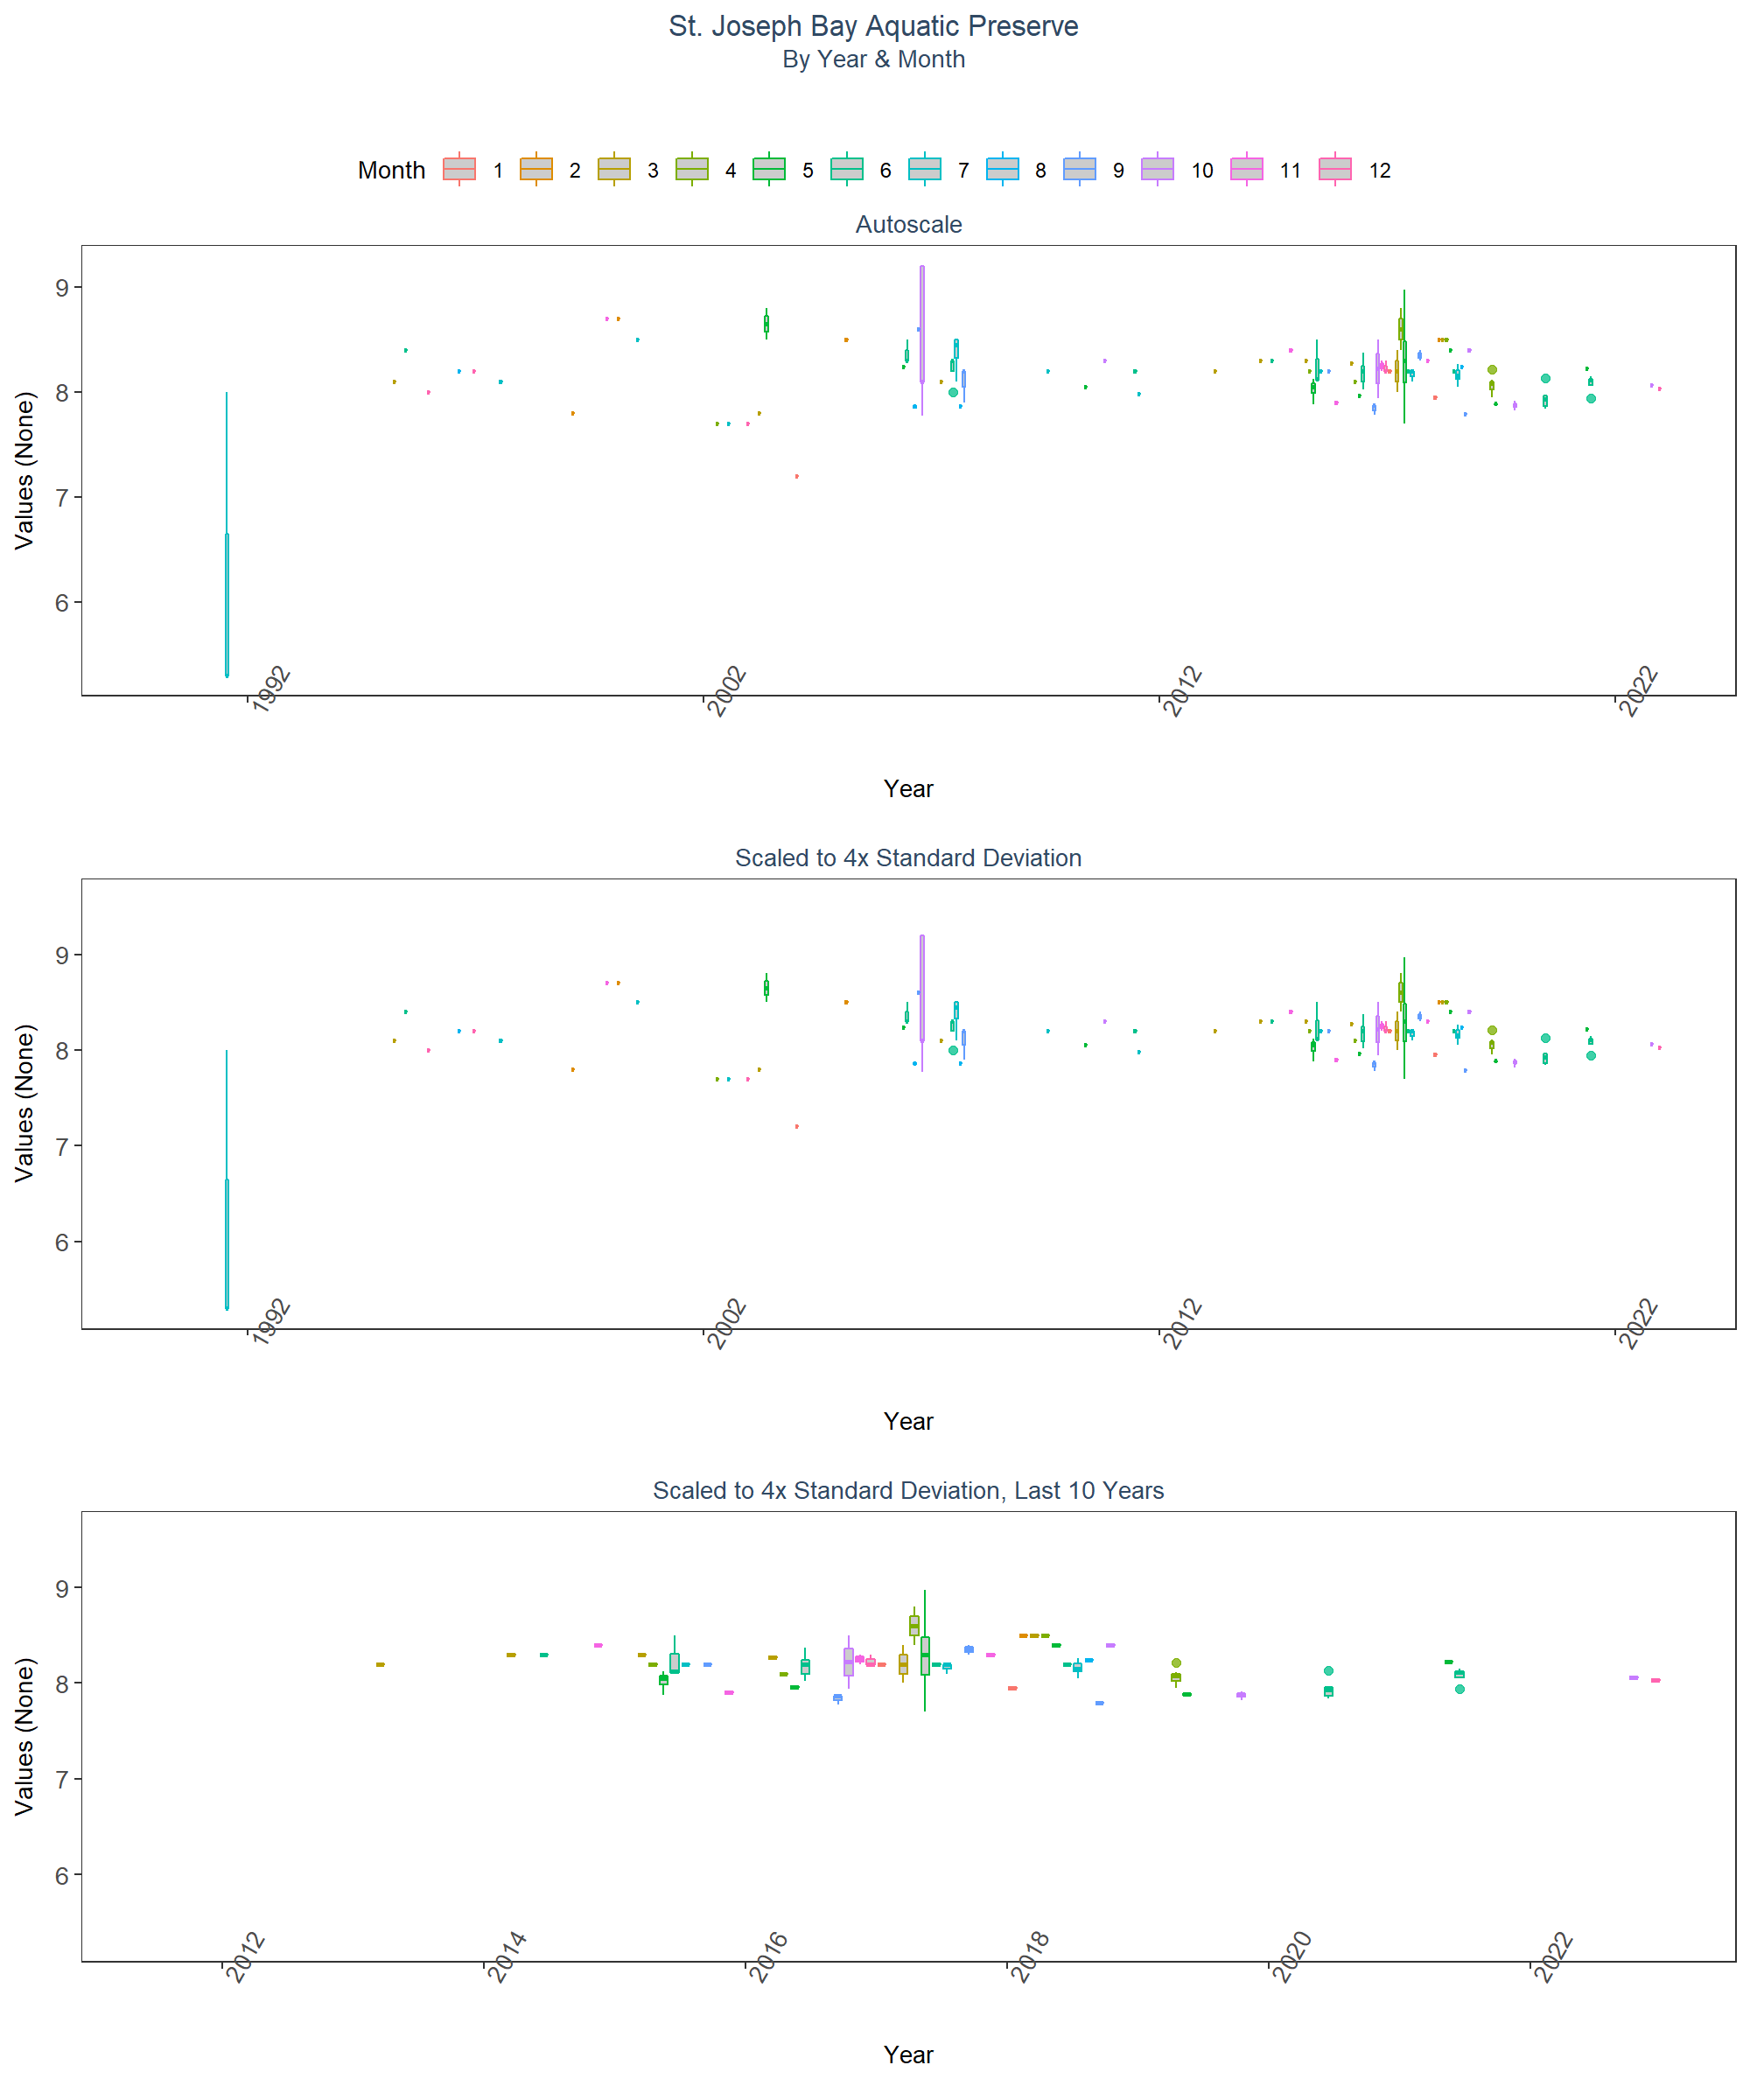 St. Joseph Bay Aquatic Preserve
By Year & Month
Month 1 2 3 4 5 6 7 8 9 10 11 12
Autoscale
Values (None)
9
8
7
6
1992 2002 2012 2022
Year
Scaled to 4x Standard Deviation
Values (None)
9
8
7
6
1992 2002 2012 2022
Year
Scaled to 4x Standard Deviation, Last 10 Years
Values (None)
9
8
7
6
2012 2014 2016 2018 2020 2022
Year